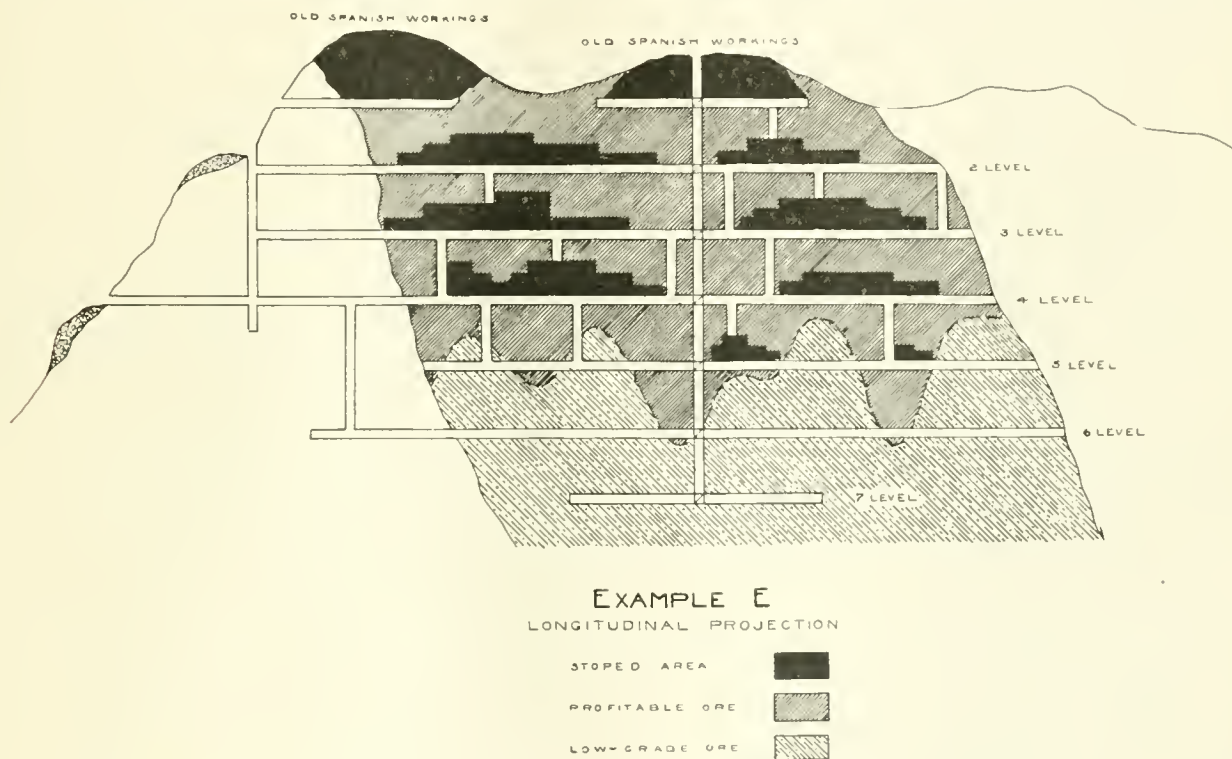 OLD SPANISH WORKINGS
OLD SPANISH WORKINGS
2 LEVEL
3 LEVEL
4 LEVEL
5 LEVEL
6 LEVEL
7 LEVEL
EXAMPLE E
LONGITUDINAL PROJECTION
STOPED AREA
PROFITABLE ORE
LOW-GRADE ORE